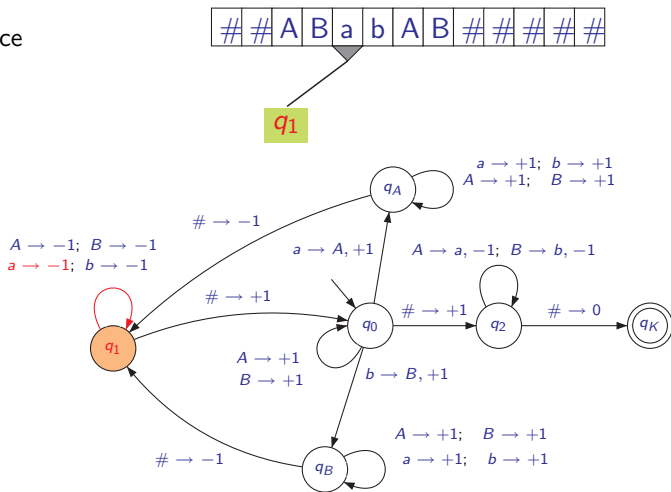 # # A B a b A B # # # # #
ce
q1
a → +1; b → +1
A → +1; B → +1
qA
# → −1
A → −1; B → −1
a → −1; b → −1
a → A, +1
A → a, −1; B → b, −1
# → +1
# → +1
# → 0
q1
q0
q2
qK
A → +1
B → +1
b → B, +1
A → +1; B → +1
a → +1; b → +1
# → −1
qB